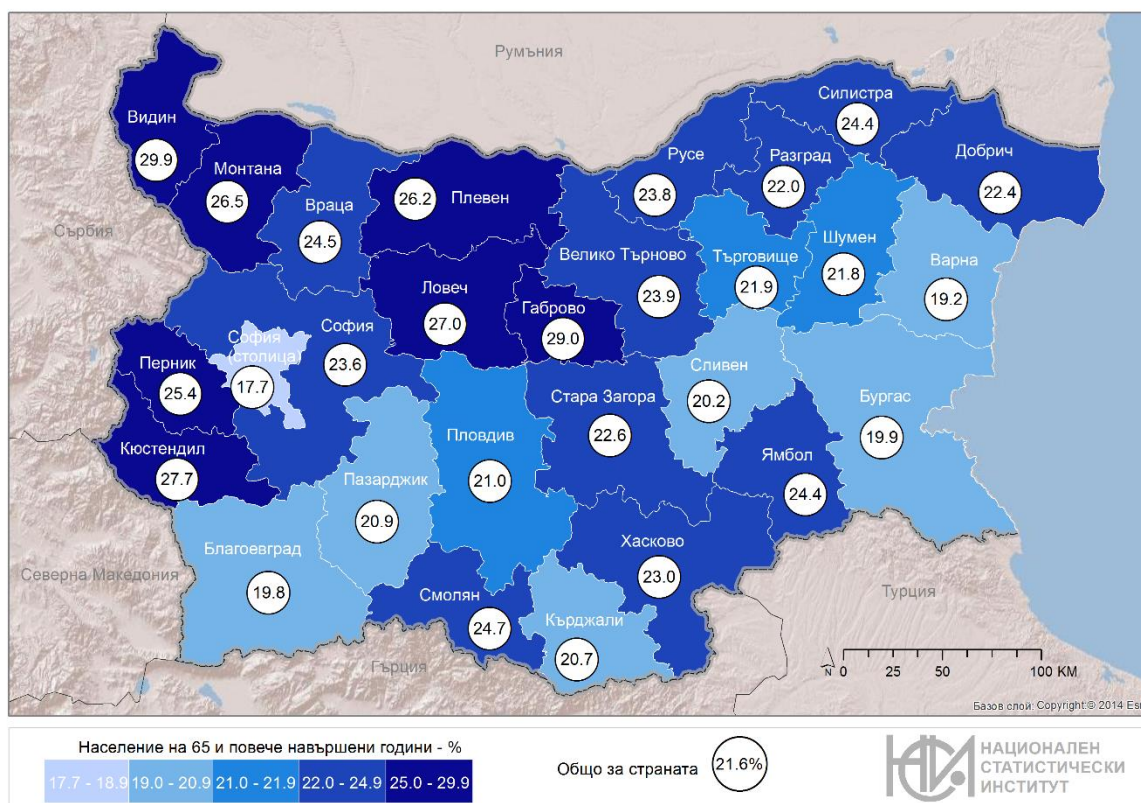 Румъния
Силистра
24.4
Видин
29.9
Монтана
26.5
Враца
24.5
26.2
Плевен
Русе
23.8
Разград
22.0
Добрич
22.4
Сърбия
Ловеч
27.0
Габрово
29.0
Велико Търново
23.9
Търговище
21.9
Шумен
21.8
Варна
19.2
Перник
25.4
София
(столица)
17.7
София
23.6
Сливен
20.2
Бургас
19.9
Стара Загора
22.6
Кюстендил
27.7
Пазарджик
20.9
Пловдив
21.0
Ямбол
24.4
Благоевград
19.8
Северна Македония
Смолян
24.7
Хасково
23.0
Кърджали
20.7
Турция
Гърция
N
0 25 50 100 KM
Базов слой: Copyright:© 2014 Esr
Население на 65 и повече навършени години - %
17.7 - 18.9 19.0 - 20.9 21.0 - 21.9 22.0 - 24.9 25.0 - 29.9
Общо за страната 21.6%
НСИ
НАЦИОНАЛЕН
СТАТИСТИЧЕСКИ
ИНСТИТУТ